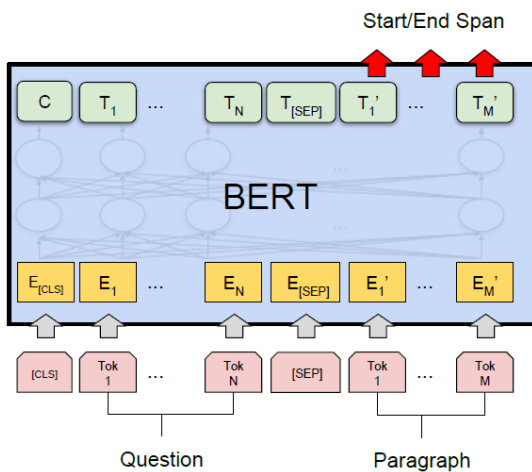 Start/End Span
C T1 ... TN T[SEP] T1' ... TM'
...
BERT
...
E[CLS] E1 ... EN E[SEP] E1' ... EM'
[CLS] Tok 1 ... Tok N [SEP] Tok 1 ... Tok M
Question Paragraph